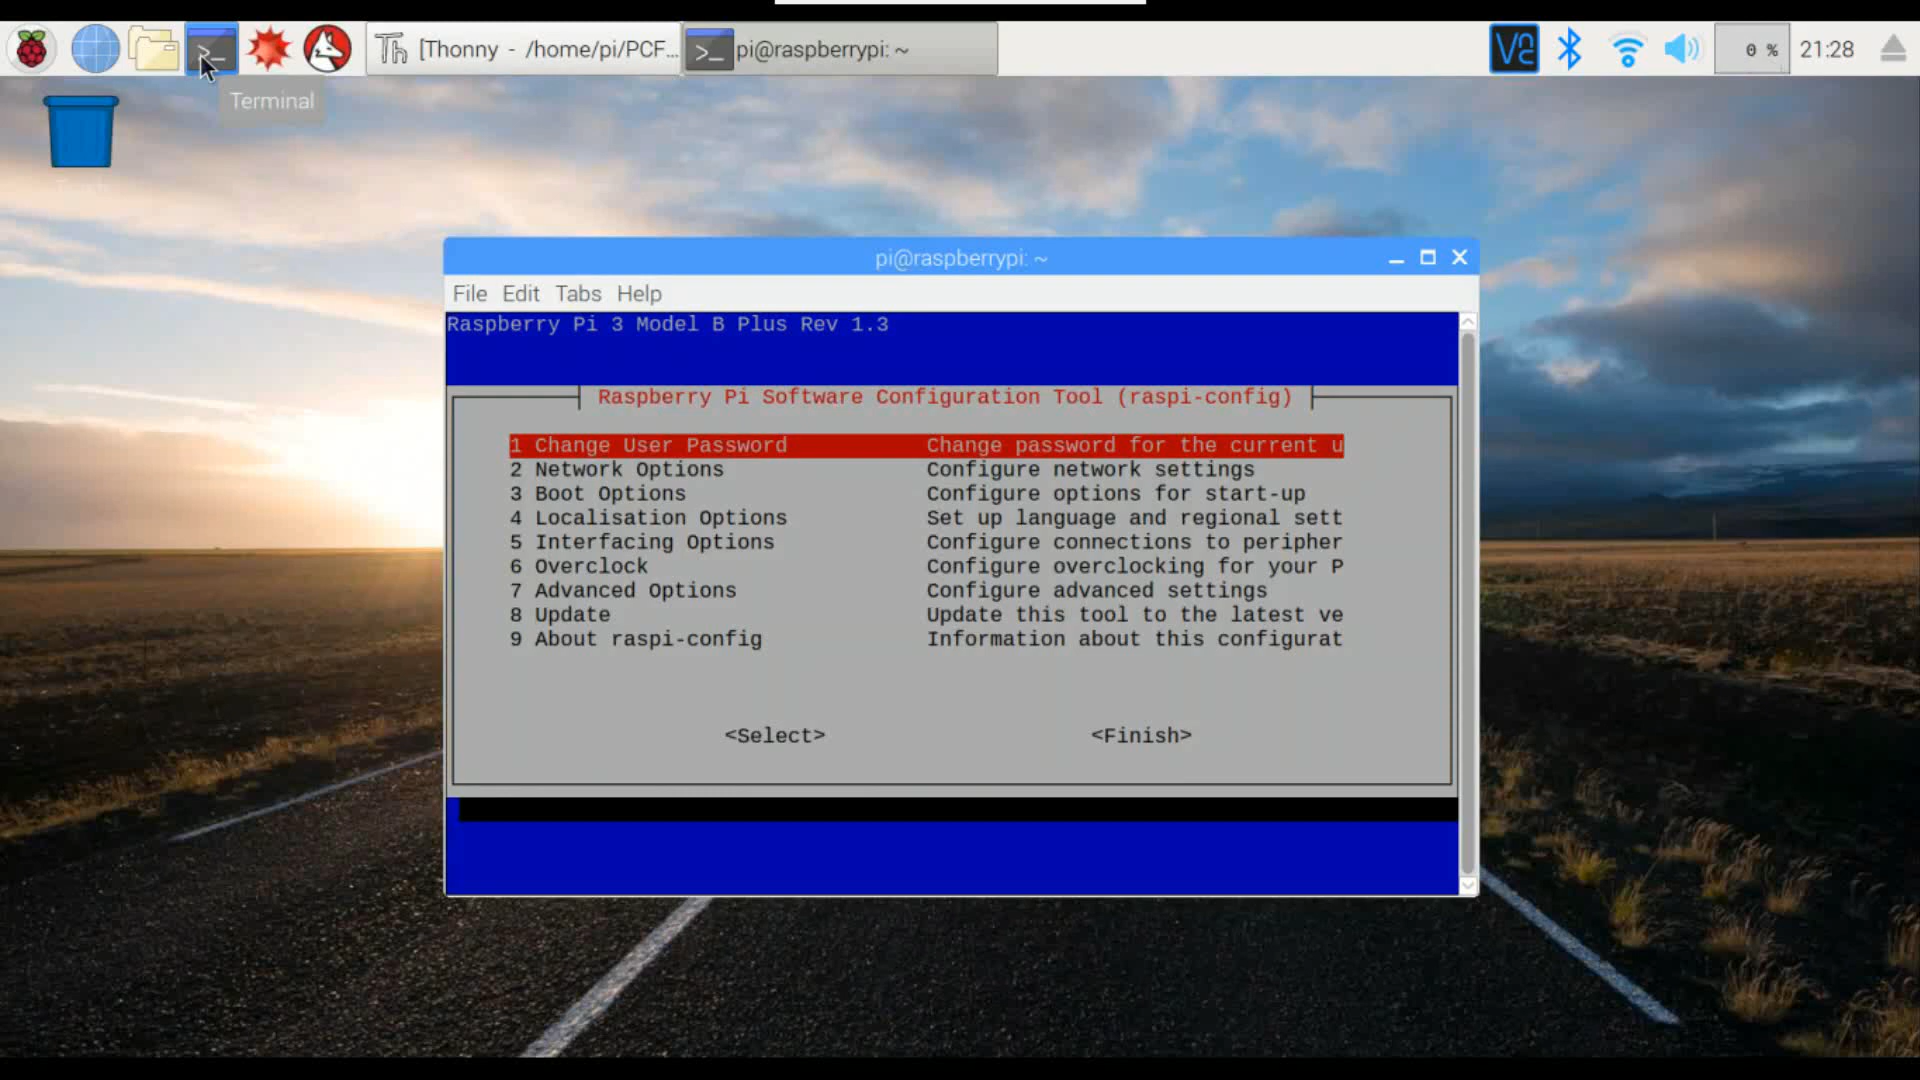 [Thonny - /home/pi/PCF...
>_ pi@raspberrypi: ~
0 %
21:28
Terminal
pi@raspberrypi: ~
File Edit Tabs Help
Raspberry Pi 3 Model B Plus Rev 1.3
Raspberry Pi Software Configuration Tool (raspi-config)
1 Change User Password Change password for the current u
2 Network Options Configure network settings
3 Boot Options Configure options for start-up
4 Localisation Options Set up language and regional sett
5 Interfacing Options Configure connections to peripher
6 Overclock Configure overclocking for your P
7 Advanced Options Configure advanced settings
8 Update Update this tool to the latest ve
9 About raspi-config Information about this configurat
<Select> <Finish>